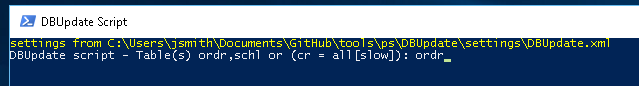 DBUpdate Script
settings from C:\Users\jsmith\Documents\GitHub\tools\ps\DBUpdate\settings\DBUpdate.xml
DBUpdate script - Table(s) ordr,schl or (cr = all[slow]): ordr_